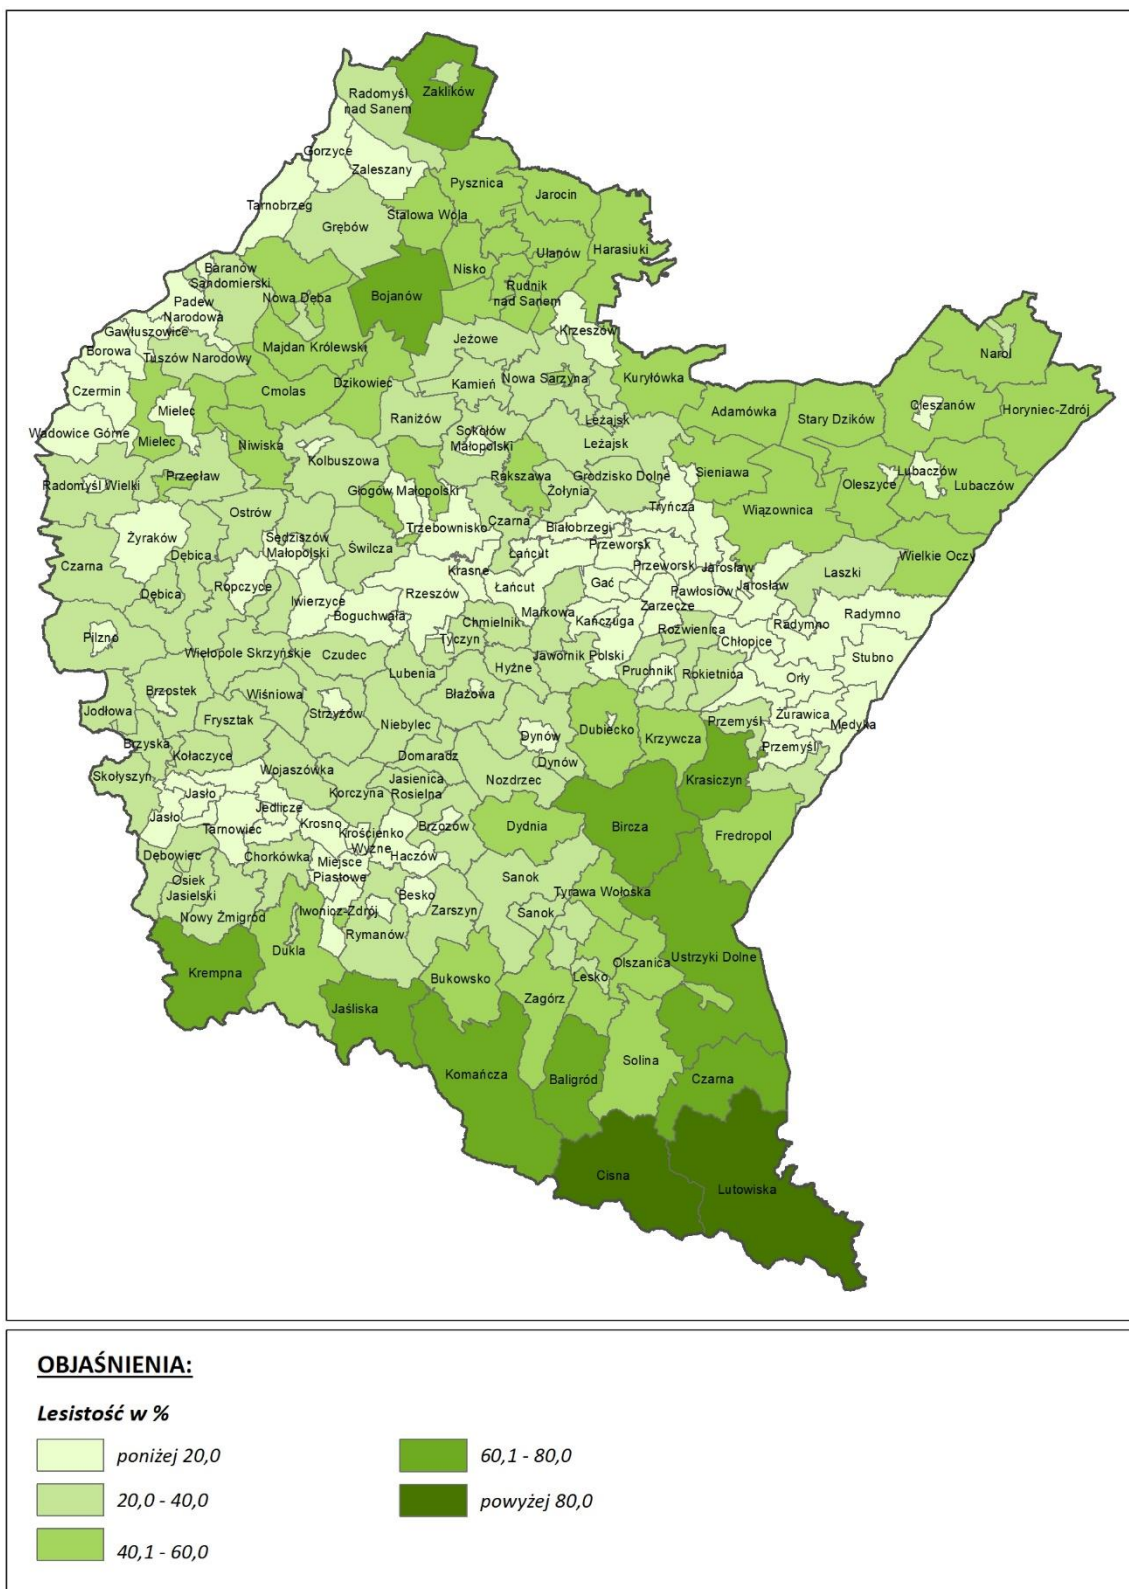 Zaklików
Radomyśl
nad Sanem
Gorzyce
Zaleszany
Pysznica
Jarocin
Tarnobrzeg
Stalowa Wola
Grębów
Ulanów
Harasiuki
Nisko
Baranów
Sandomierski
Rudnik
nad Sanem
Nowa Dęba
Bojanów
Padew
Narodowa
Gawłuszowice
Krzeszów
Borowa
Tuszów Narodowy
Majdan Królewski
Jeżowe
Narol
Czermin
Cmolas
Dzikowiec
Kamień
Nowa Sarzyna
Kuryłówka
Mielec
Adamówka
Stary Dzików
Cieszanów
Horyniec-Zdrój
Raniżów
Leżajsk
Wadowice Górne
Mielec
Niwiska
Sokołów
Małopolski
Leżajsk
Kolbuszowa
Przecław
Radomyśl Wielki
Rakszawa
Grodzisko Dolne
Sieniawa
Lubaczów
Oleszyce
Lubaczów
Głogów Małopolski
Żołynia
Tryńcza
Wiązownica
Ostrów
Czarna
Trzebownisko
Białobrzegi
Żyraków
Sędziszów
Małopolski
Świlcza
Przeworsk
Czarna
Dębica
Łańcut
Wielkie Oczy
Krasne
Przeworsk
Jarosław
Laszki
Ropczyce
Łańcut
Gać
Jarosław
Dębica
Rzeszów
Pawłosiów
Iwierzyce
Zarzecze
Markowa
Boguchwała
Chmielnik
Kańczuga
Radymno
Radymno
Roźwienica
Pilzno
Tyczyn
Chłopice
Wielopole Skrzyńskie
Czudec
Jawornik Polski
Stubno
Lubenia
Hyżne
Pruchnik
Rokietnica
Orły
Brzostek
Wiśniowa
Błażowa
Jodłowa
Frysztak
Strzyżów
Niebylec
Dubiecko
Przemyśl
Żurawica
Medyka
Dynów
Krzywcza
Brzyska
Kołaczyce
Domaradz
Dynów
Przemyśl
Skołyszyn
Wojaszówka
Jasienica
Rosielna
Nozdrzec
Krasiczyn
Korczyna
Jasło
Jedlicze
Jasło
Krosno
Brzozów
Tarnowiec
Krościenko
Wyżne
Dydnia
Bircza
Fredropol
Dębowiec
Chorkówka
Haczów
Miejsce
Piastowe
Osiek
Jasielski
Sanok
Besko
Tyrawa Wołoska
Nowy Żmigród
Iwonicz-Zdrój
Zarszyn
Sanok
Rymanów
Dukla
Olszanica
Ustrzyki Dolne
Krempna
Bukowsko
Lesko
Zagórz
Jaśliska
Solina
Komańcza
Baligród
Czarna
Cisna
Lutowiska
OBJAŚNIENIA:
Lesistość w %
poniżej 20,0
60,1 - 80,0
20,0 - 40,0
powyżej 80,0
40,1 - 60,0